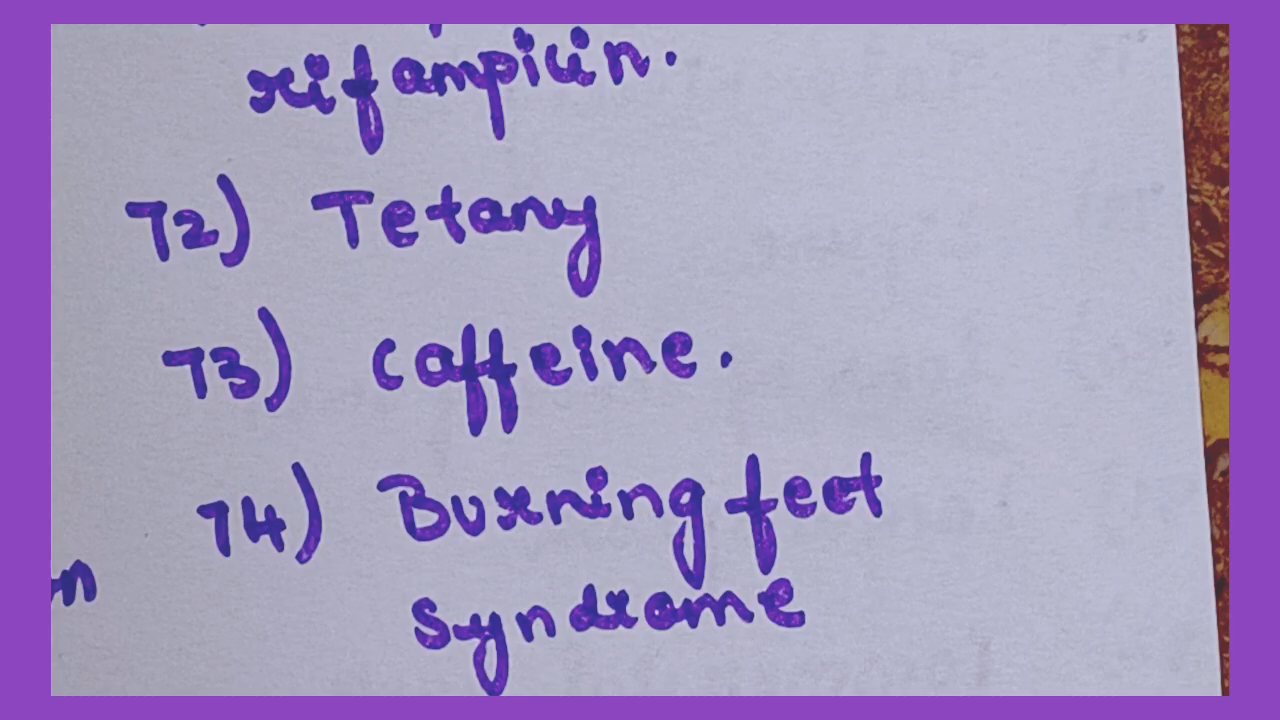 rifampicin.
72) Tetany
73) Caffeine.
74) Burning feet
Syndrome